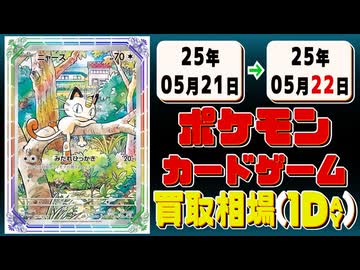 ニャース 70
みだれひっかき 20
25年
05月21日
25年
05月22日
ポケモン
カードゲーム
買取相場(1D)